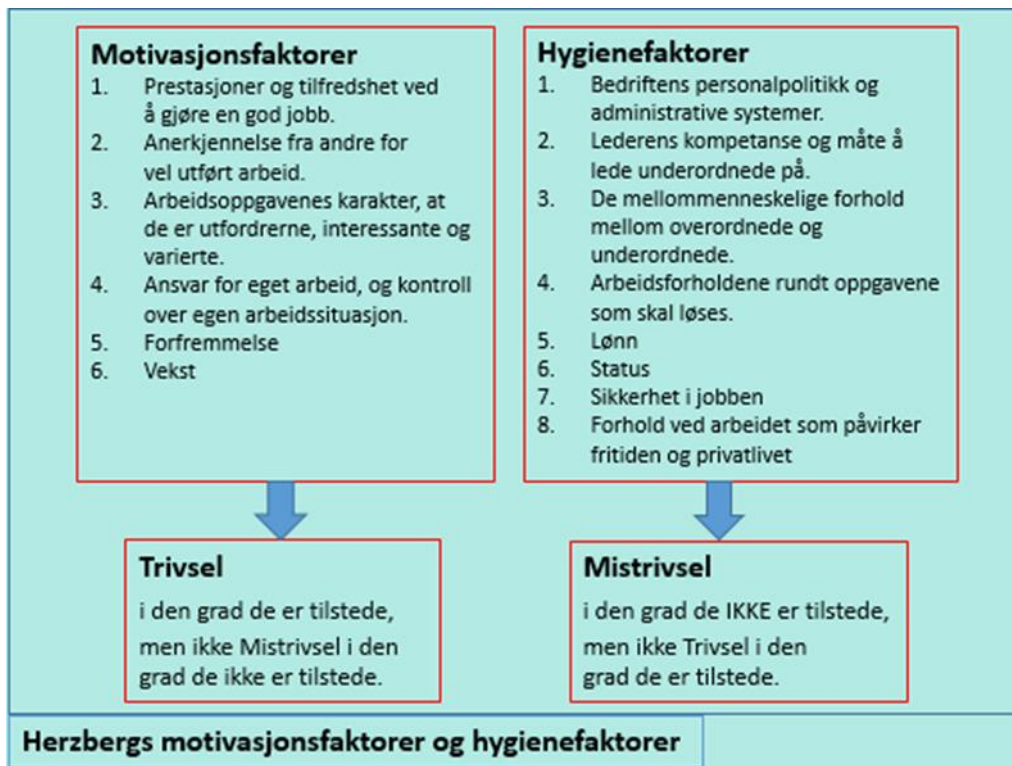 Motivasjonsfaktorer
1. Prestasjoner og tilfredshet ved
å gjøre en god jobb.
2. Anerkjennelse fra andre for
vel utført arbeid.
3. Arbeidsoppgavenes karakter, at
de er utfordrerne, interessante og
varierte.
4. Ansvar for eget arbeid, og kontroll
over egen arbeidssituasjon.
5. Forfremmelse
6. Vekst
Hygienefaktorer
1. Bedriftens personalpolitikk og
administrative systemer.
2. Lederens kompetanse og måte å
lede underordnede på.
3. De mellommenneskelige forhold
mellom overordnede og
underordnede.
4. Arbeidsforholdene rundt oppgavene
som skal løses.
5. Lønn
6. Status
7. Sikkerhet i jobben
8. Forhold ved arbeidet som påvirker
fritiden og privatlivet
Trivsel
i den grad de er tilstede,
men ikke Mistrivsel i den
grad de ikke er tilstede.
Mistrivsel
i den grad de IKKE er tilstede,
men ikke Trivsel i den
grad de er tilstede.
Herzbergs motivasjonsfaktorer og hygienefaktorer